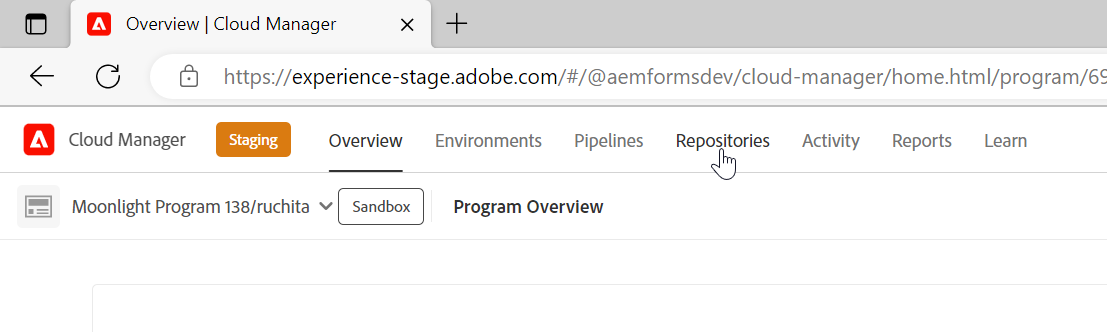 Overview | Cloud Manager
https://experience-stage.adobe.com/#/@aemformsdev/cloud-manager/home.html/program/69
Cloud Manager Staging Overview Environments Pipelines Repositories Activity Reports Learn
Moonlight Program 138/ruchita Sandbox Program Overview